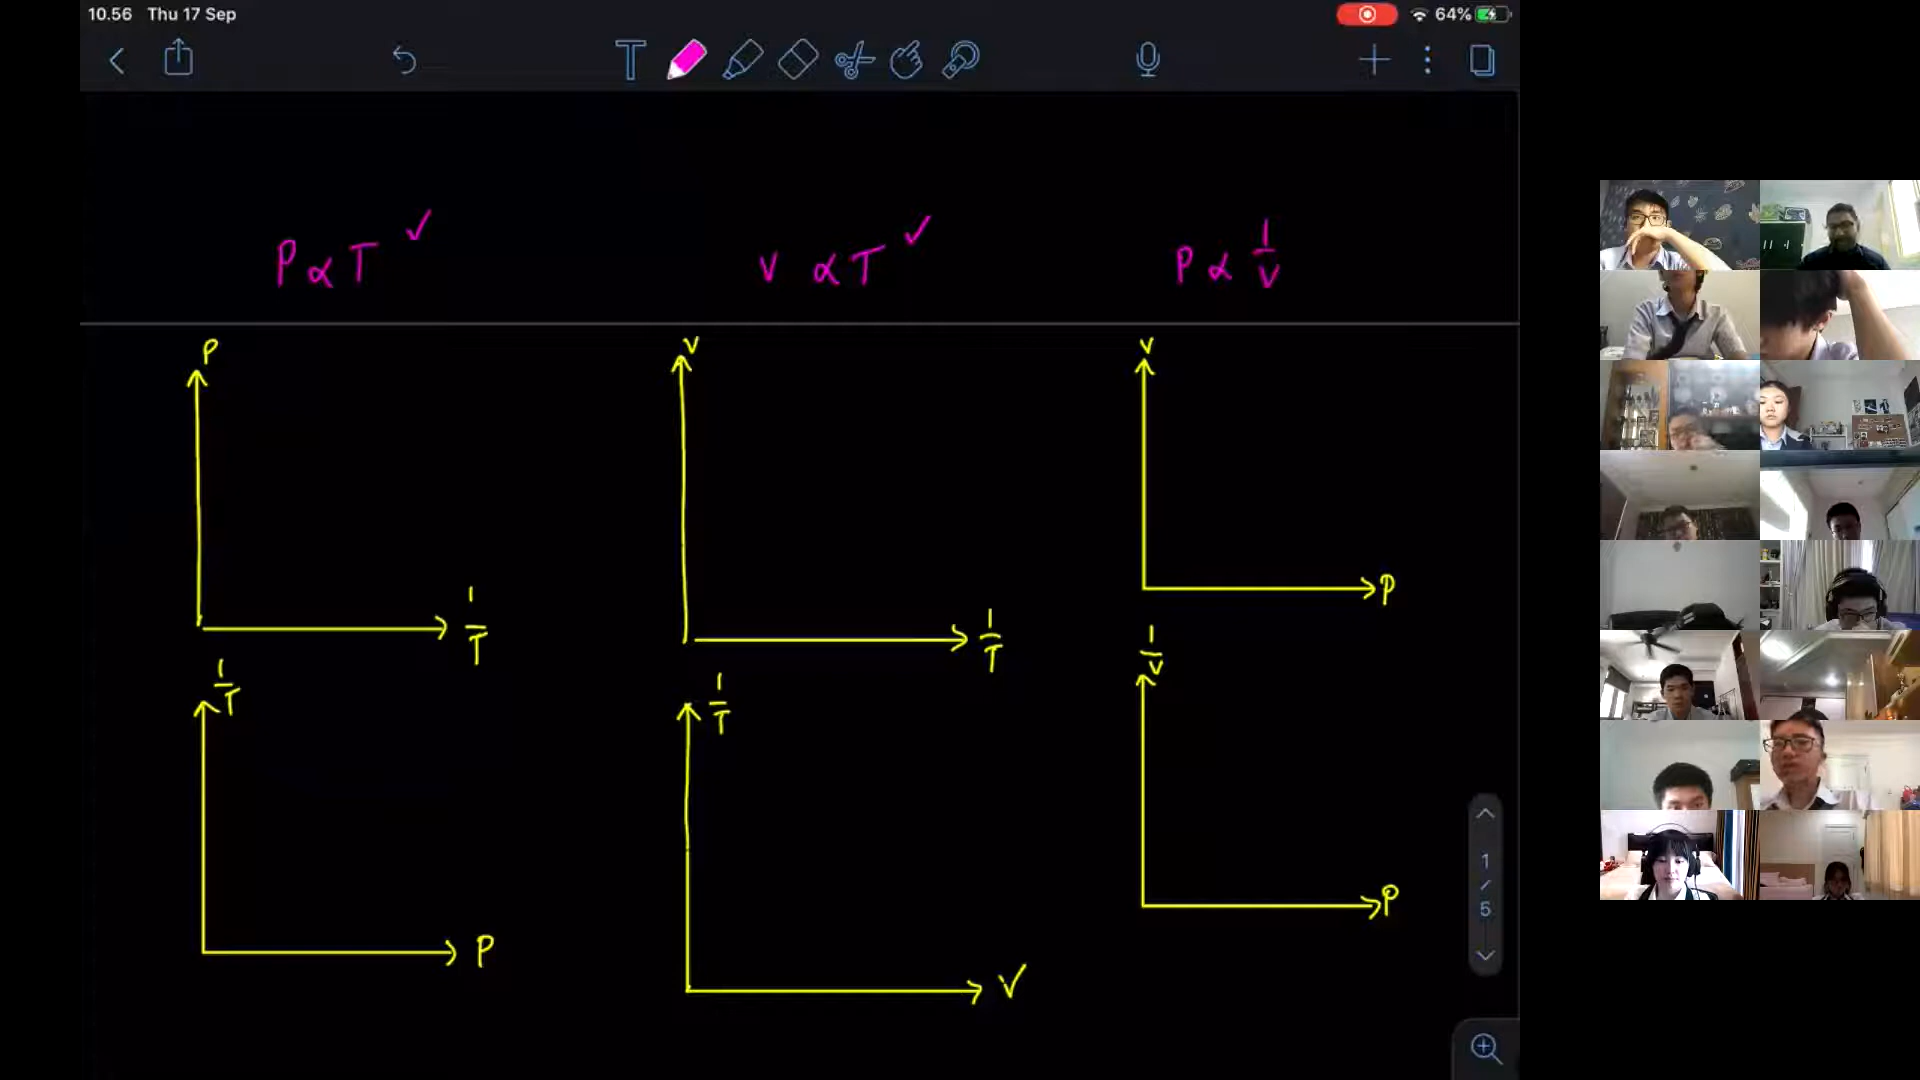 10.56 Thu 17 Sep
64%
T
P ∝ T ✓
V ∝ T ✓
P ∝ 1/V
P
1/T
V
1/T
V
P
1/T
P
1/T
V
1/V
P
1
/
5